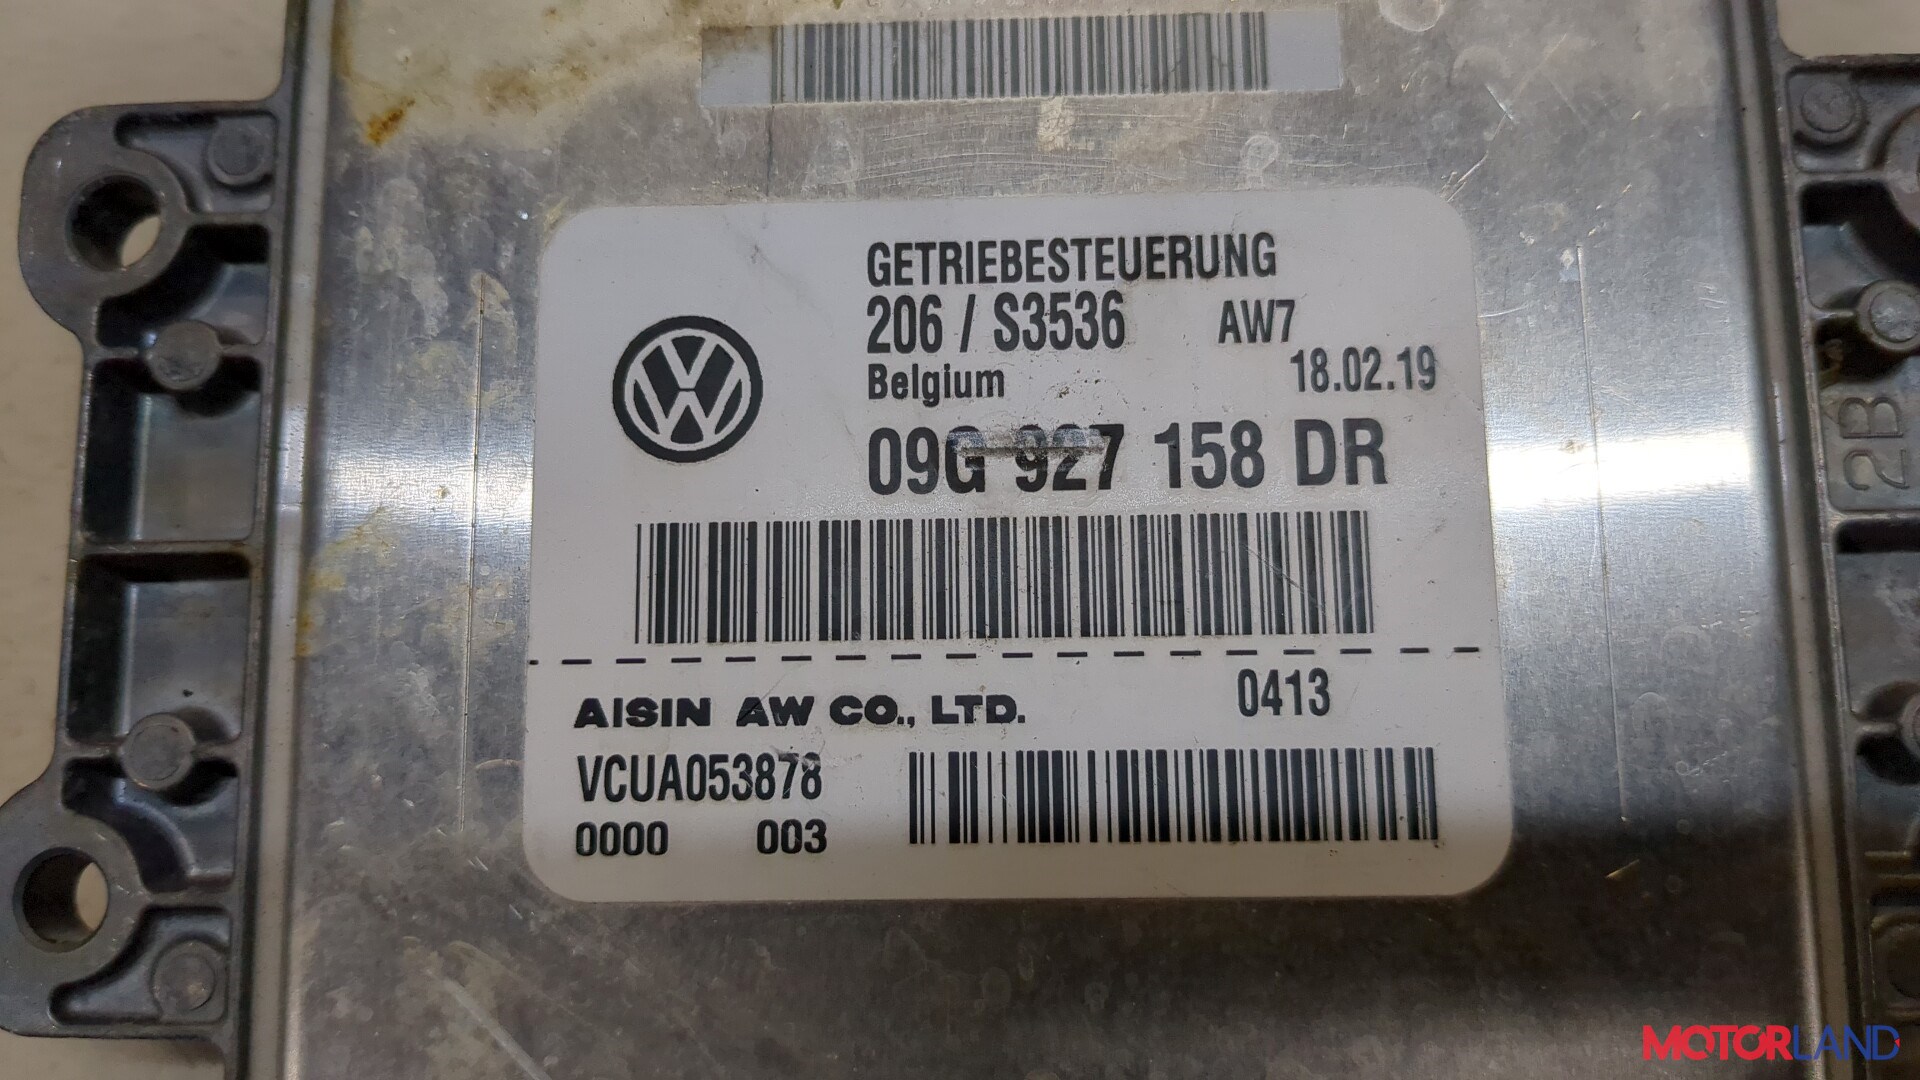 GETRIEBESTEUERUNG
206 / S3536 AW7
Belgium 18.02.19
09G 927 158 DR
AISIN AW CO., LTD. 0413
VCUA053878
0000 003
2B
MOTORLAND